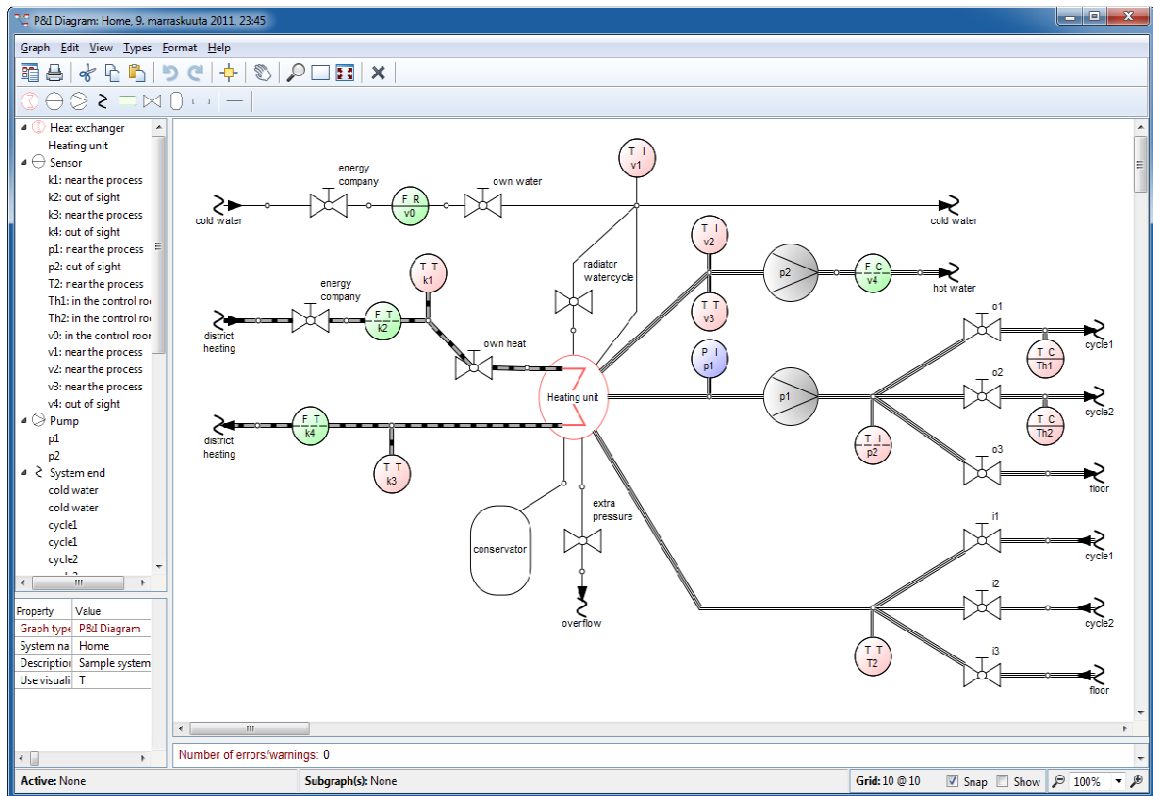 P&I Diagram: Home, 9. marraskuuta 2011, 23:45
Graph Edit View Types Format Help
Heat exchanger
Heating unit
Sensor
k1: near the process
k2: out of sight
k3: near the process
k4: out of sight
p1: near the process
p2: out of sight
T2: near the process
Th1: in the control roo
Th2: in the control roo
v0: in the control room
v1: near the process
v2: near the process
v3: near the process
v4: out of sight
Pump
p1
p2
System end
cold water
cold water
cycle1
cycle1
cycle2
Property Value
Graph type P&I Diagram
System na Home
Description Sample system
Use visuali T
T I
v1
energy
company
own water
F R
v0
cold water
cold water
T I
v2
radiator
watercycle
p2
F C
v4
hot water
T T
v3
T T
k1
energy
company
F T
k2
district
heating
own heat
P I
p1
Heating unit
p1
o1
cycle1
T C
Th1
o2
cycle2
T C
Th2
T I
p2
o3
floor
F T
k4
district
heating
T T
k3
extra
pressure
conservator
overflow
i1
cycle1
i2
cycle2
T T
T2
i3
floor
Number of errors/warnings: 0
Active: None Subgraph(s): None Grid: 10 @ 10 Snap Show 100%